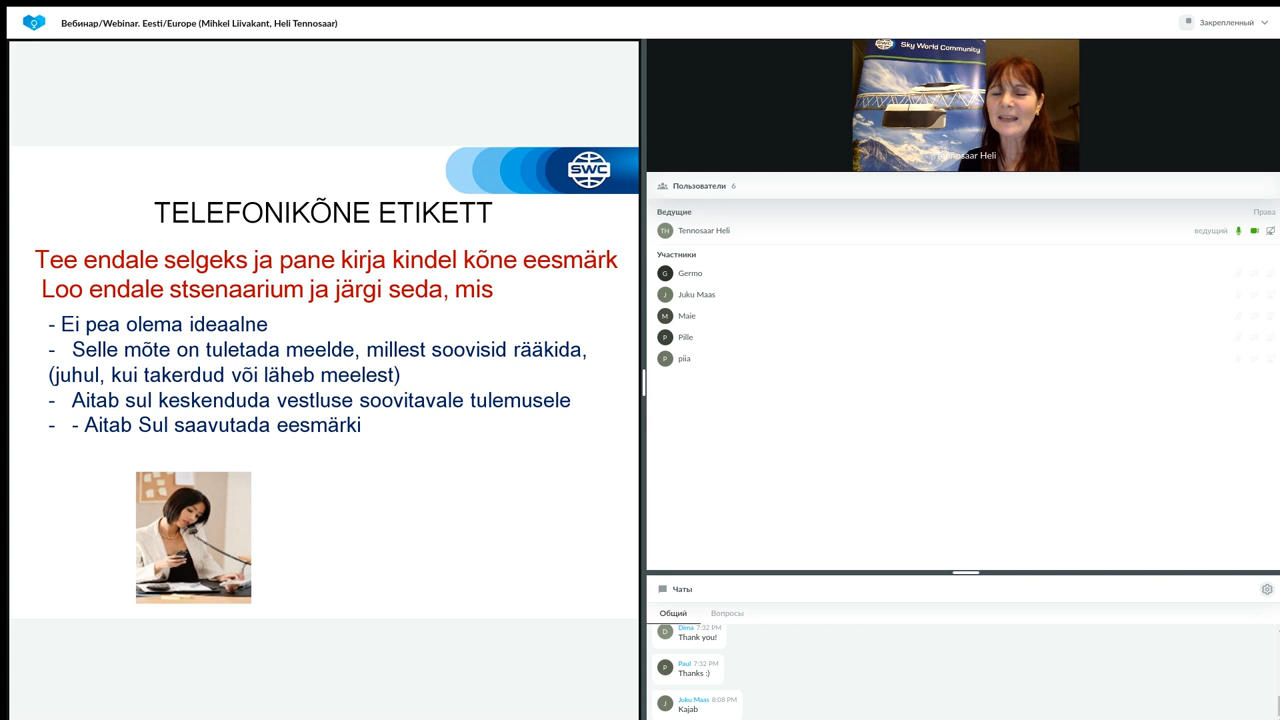 Вебинар/Webinar. Eesti/Europe (Mihkel Liivakant, Heli Tennosaar)
Закрепленный
SWC
TELEFONIKÕNE ETIKETT
Tee endale selgeks ja pane kirja kindel kõne eesmärk
Loo endale stsenaarium ja järgi seda, mis
- Ei pea olema ideaalne
- Selle mõte on tuletada meelde, millest soovisid rääkida,
(juhul, kui takerdud või läheb meelest)
- Aitab sul keskenduda vestluse soovitavale tulemusele
- - Aitab Sul saavutada eesmärki
SWC
Sky World Community
Tennosaar Heli
Пользователи 6
Ведущие Права
TH Tennosaar Heli ведущий
Участники
G Germo
J Juku Maas
M Maie
P Pille
P piia
Чаты
Общий Вопросы
D Dima 7:32 PM
Thank you!
P Paul 7:32 PM
Thanks :)
J Juku Maas 8:08 PM
Kajab